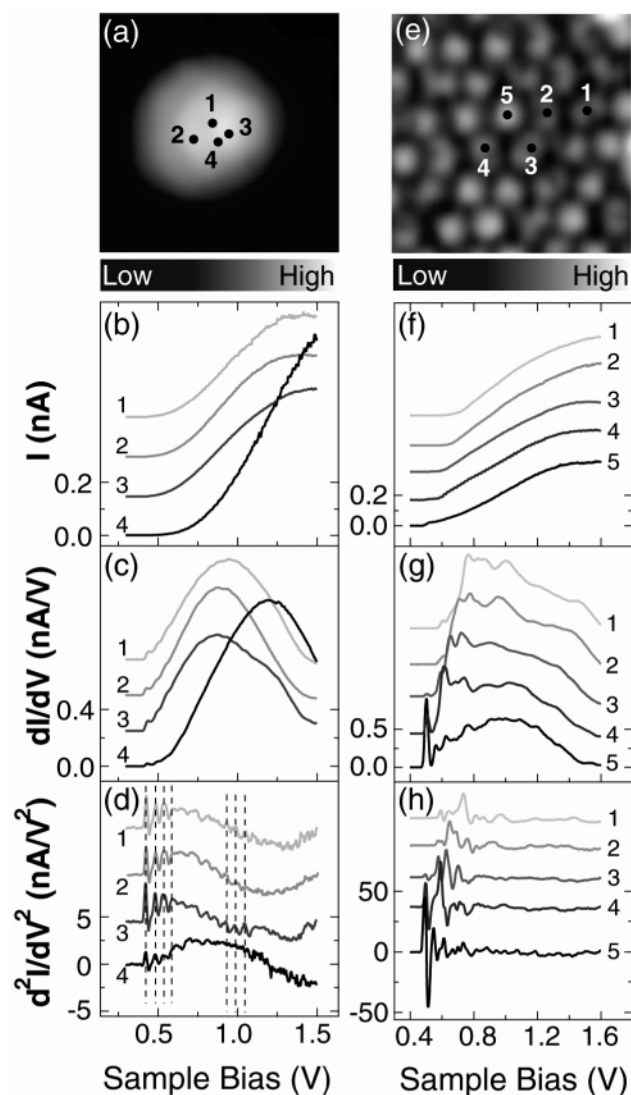 (a)
1
2
3
4
Low High
(b)
I (nA)
1
2
3
4
0.2
0.0
(c)
dI/dV (nA/V)
1
2
3
4
0.4
0.0
(d)
d²I/dV² (nA/V²)
1
2
3
4
5
0
-5
0.5 1.0 1.5
Sample Bias (V)
(e)
5 2 1
4 3
Low High
(f)
1
2
3
4
5
0.2
0.0
(g)
1
2
3
4
5
0.5
0.0
(h)
1
2
3
4
5
50
0
-50
0.4 0.8 1.2 1.6
Sample Bias (V)